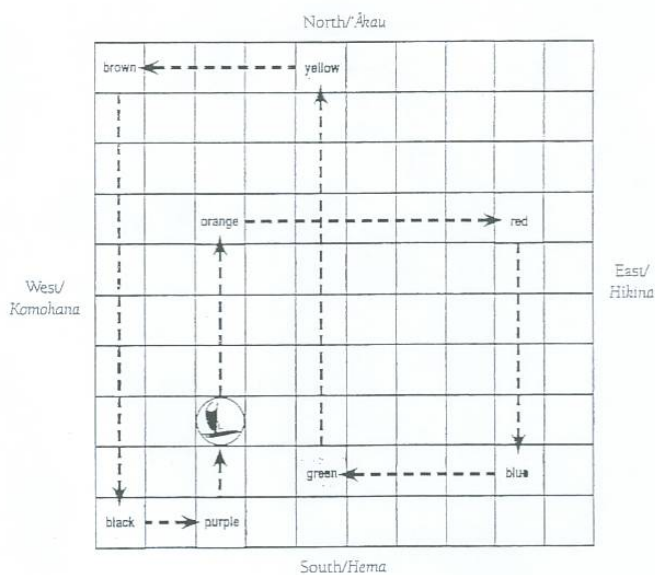 North/ʻĀkau
brown
yellow
orange
red
West/
Komohana
East/
Hikina
green
blue
black
purple
South/Hema